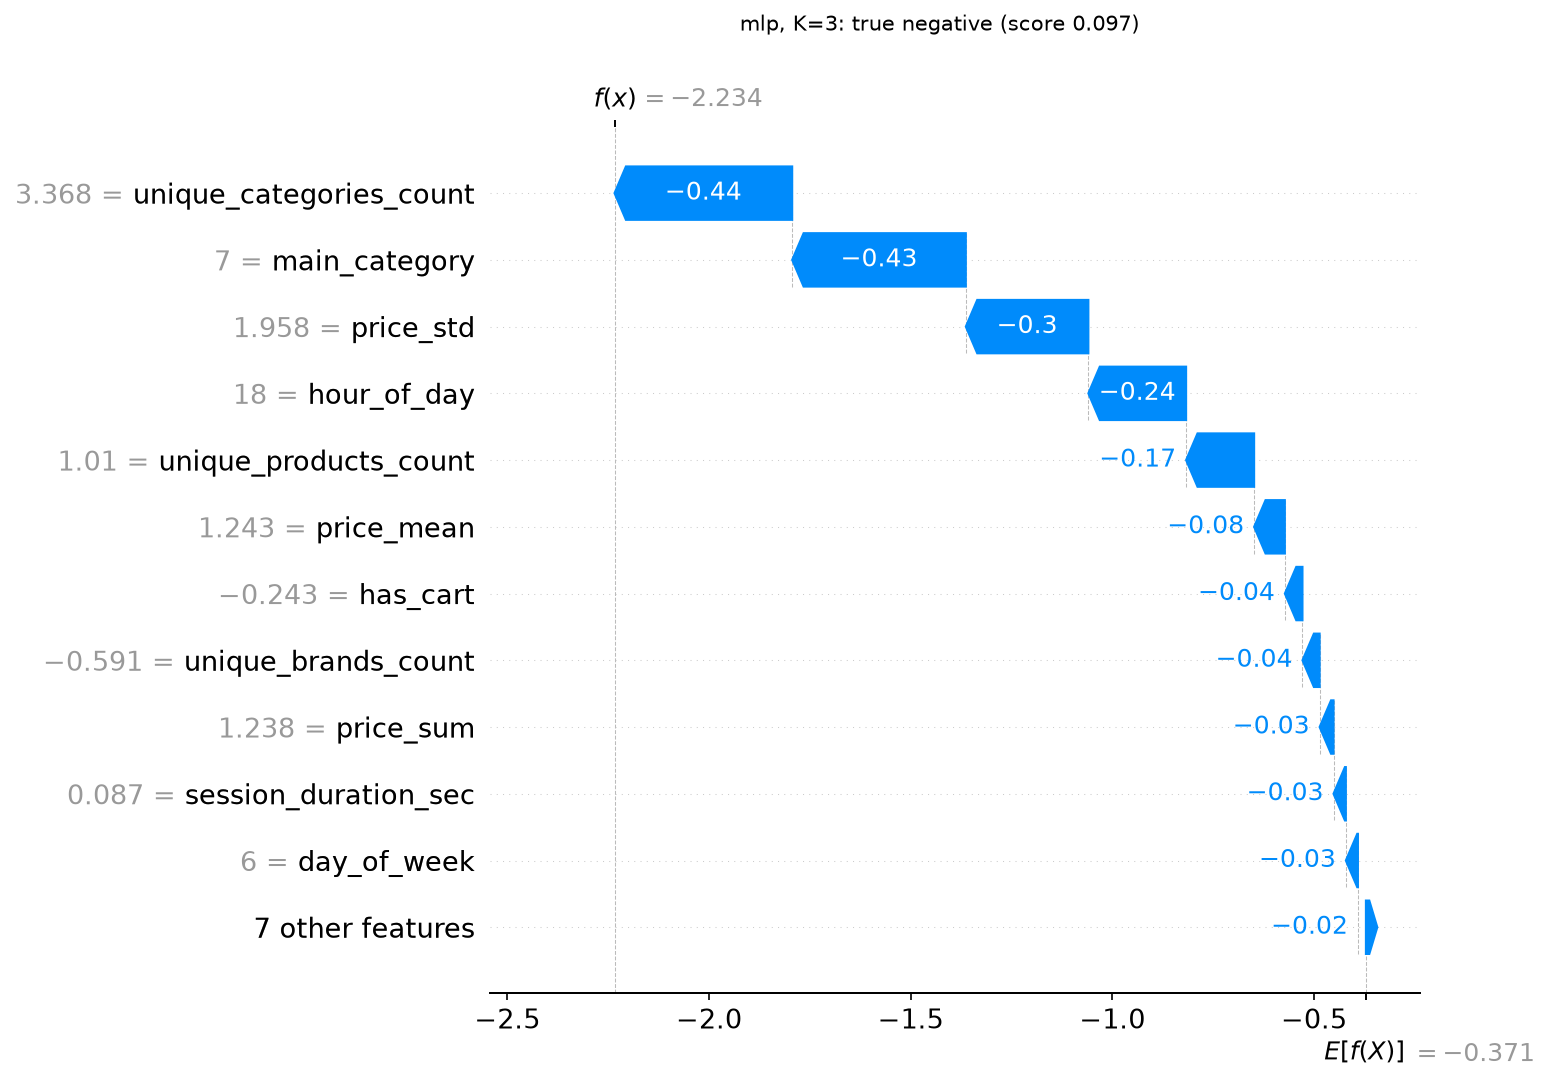 mlp, K=3: true negative (score 0.097)
f(x) = −2.234
3.368 = unique_categories_count −0.44
7 = main_category −0.43
1.958 = price_std −0.3
18 = hour_of_day −0.24
1.01 = unique_products_count −0.17
1.243 = price_mean −0.08
−0.243 = has_cart −0.04
−0.591 = unique_brands_count −0.04
1.238 = price_sum −0.03
0.087 = session_duration_sec −0.03
6 = day_of_week −0.03
7 other features −0.02
−2.5 −2.0 −1.5 −1.0 −0.5
E[f(X)] = −0.371